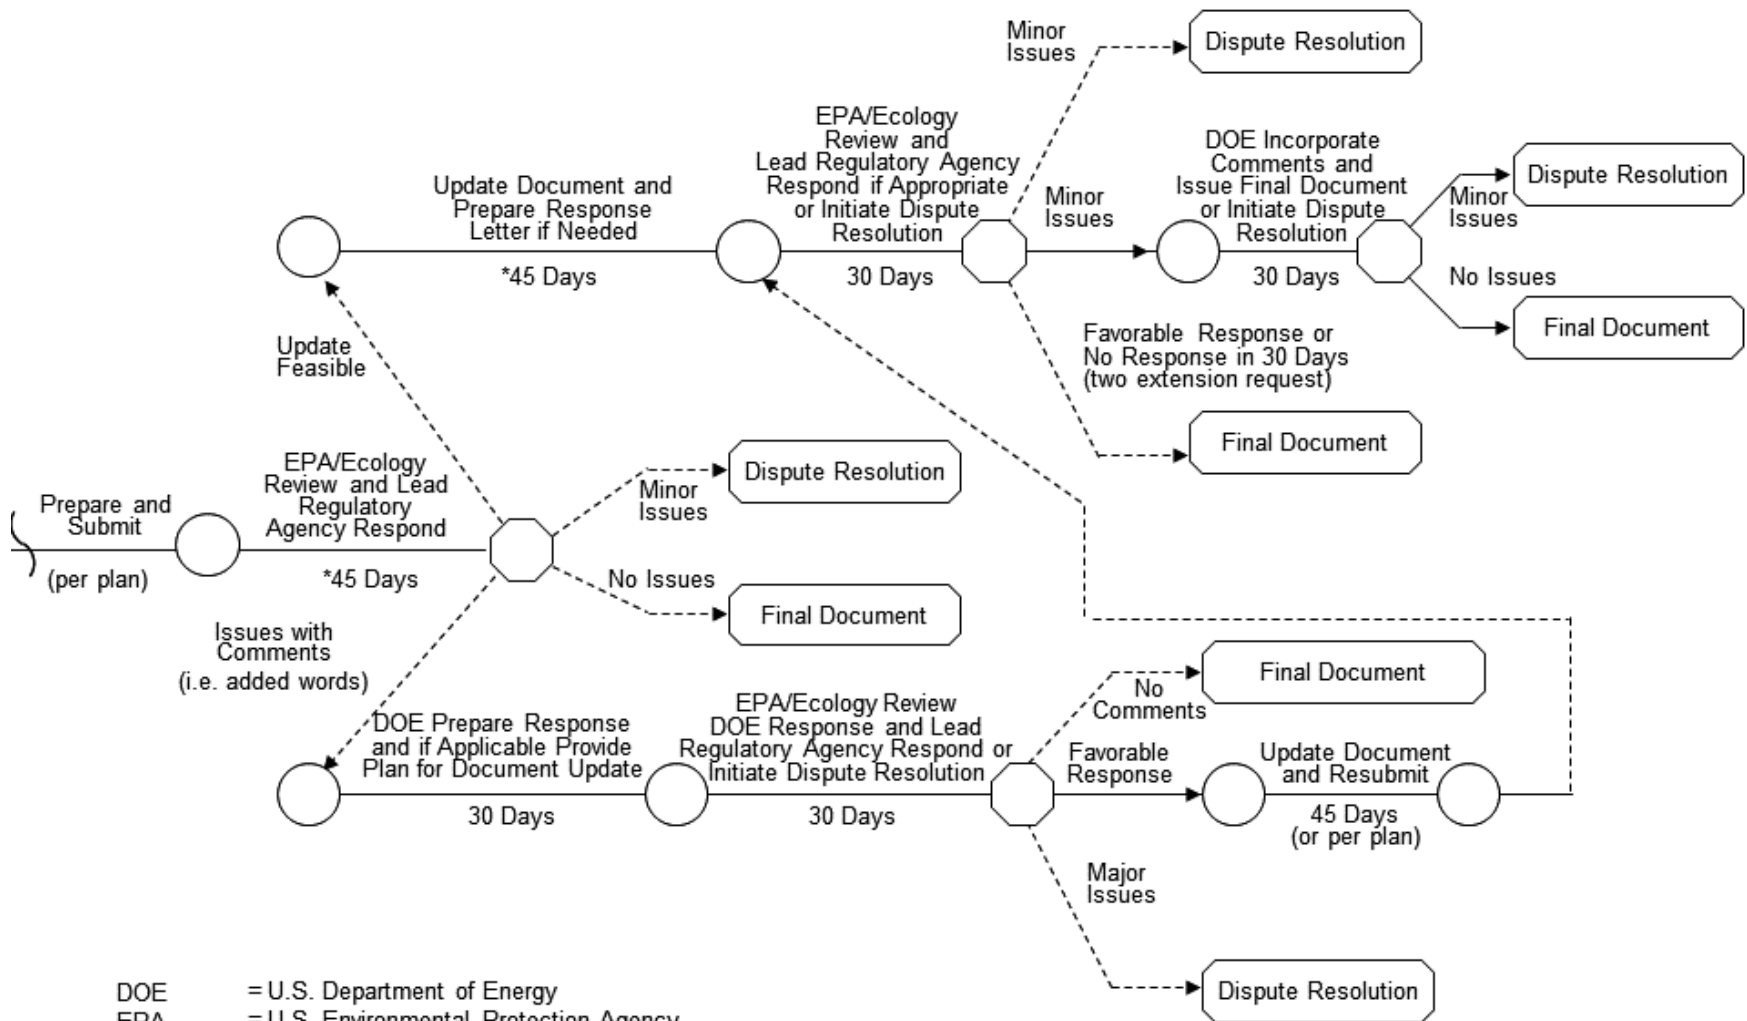 Minor
Issues
Dispute Resolution
EPA/Ecology
Review and
Lead Regulatory Agency
Respond if Appropriate
or Initiate Dispute
Resolution
30 Days
Minor
Issues
DOE Incorporate
Comments and
Issue Final Document
or Initiate Dispute
Resolution
30 Days
Dispute Resolution
Minor
Issues
No Issues
Final Document
Update Document and
Prepare Response
Letter if Needed
*45 Days
Favorable Response or
No Response in 30 Days
(two extension request)
Final Document
Update
Feasible
Dispute Resolution
Minor
Issues
EPA/Ecology
Review and Lead
Regulatory
Agency Respond
*45 Days
Prepare and
Submit
(per plan)
No Issues
Final Document
Issues with
Comments
(i.e. added words)
DOE Prepare Response
and if Applicable Provide
Plan for Document Update
30 Days
EPA/Ecology Review
DOE Response and Lead
Regulatory Agency Respond or
Initiate Dispute Resolution
30 Days
Final Document
No
Comments
Favorable
Response
Update Document
and Resubmit
45 Days
(or per plan)
Major
Issues
Dispute Resolution
DOE = U.S. Department of Energy
EPA = U.S. Environmental Protection Agency